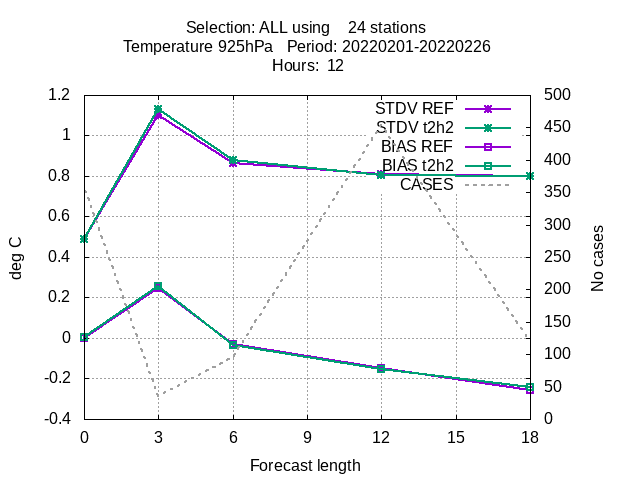 Selection: ALL using 24 stations
Temperature 925hPa Period: 20220201-20220226
Hours: 12
1.2
1
0.8
0.6
0.4
0.2
0
-0.2
-0.4
deg C
STDV REF
STDV t2h2
BIAS REF
BIAS t2h2
CASES
500
450
400
350
300
250
200
150
100
50
0
No cases
0 3 6 9 12 15 18
Forecast length